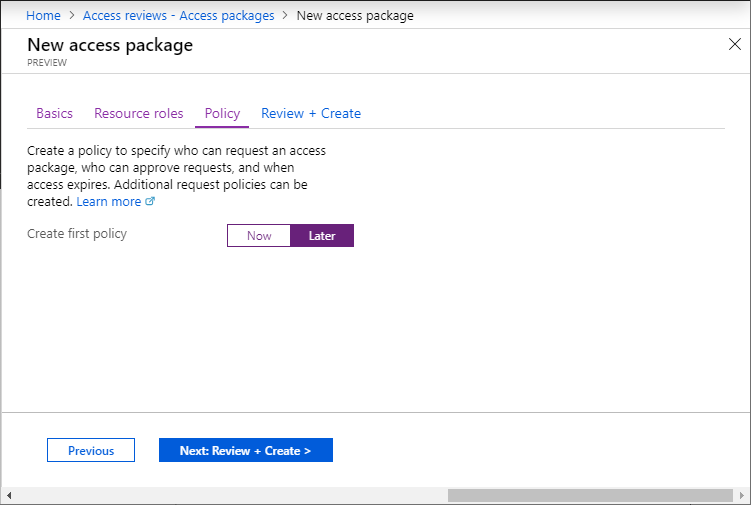 Home > Access reviews - Access packages > New access package
New access package
PREVIEW
Basics Resource roles Policy Review + Create
Create a policy to specify who can request an access
package, who can approve requests, and when
access expires. Additional request policies can be
created. Learn more
Create first policy Now Later
Previous Next: Review + Create >